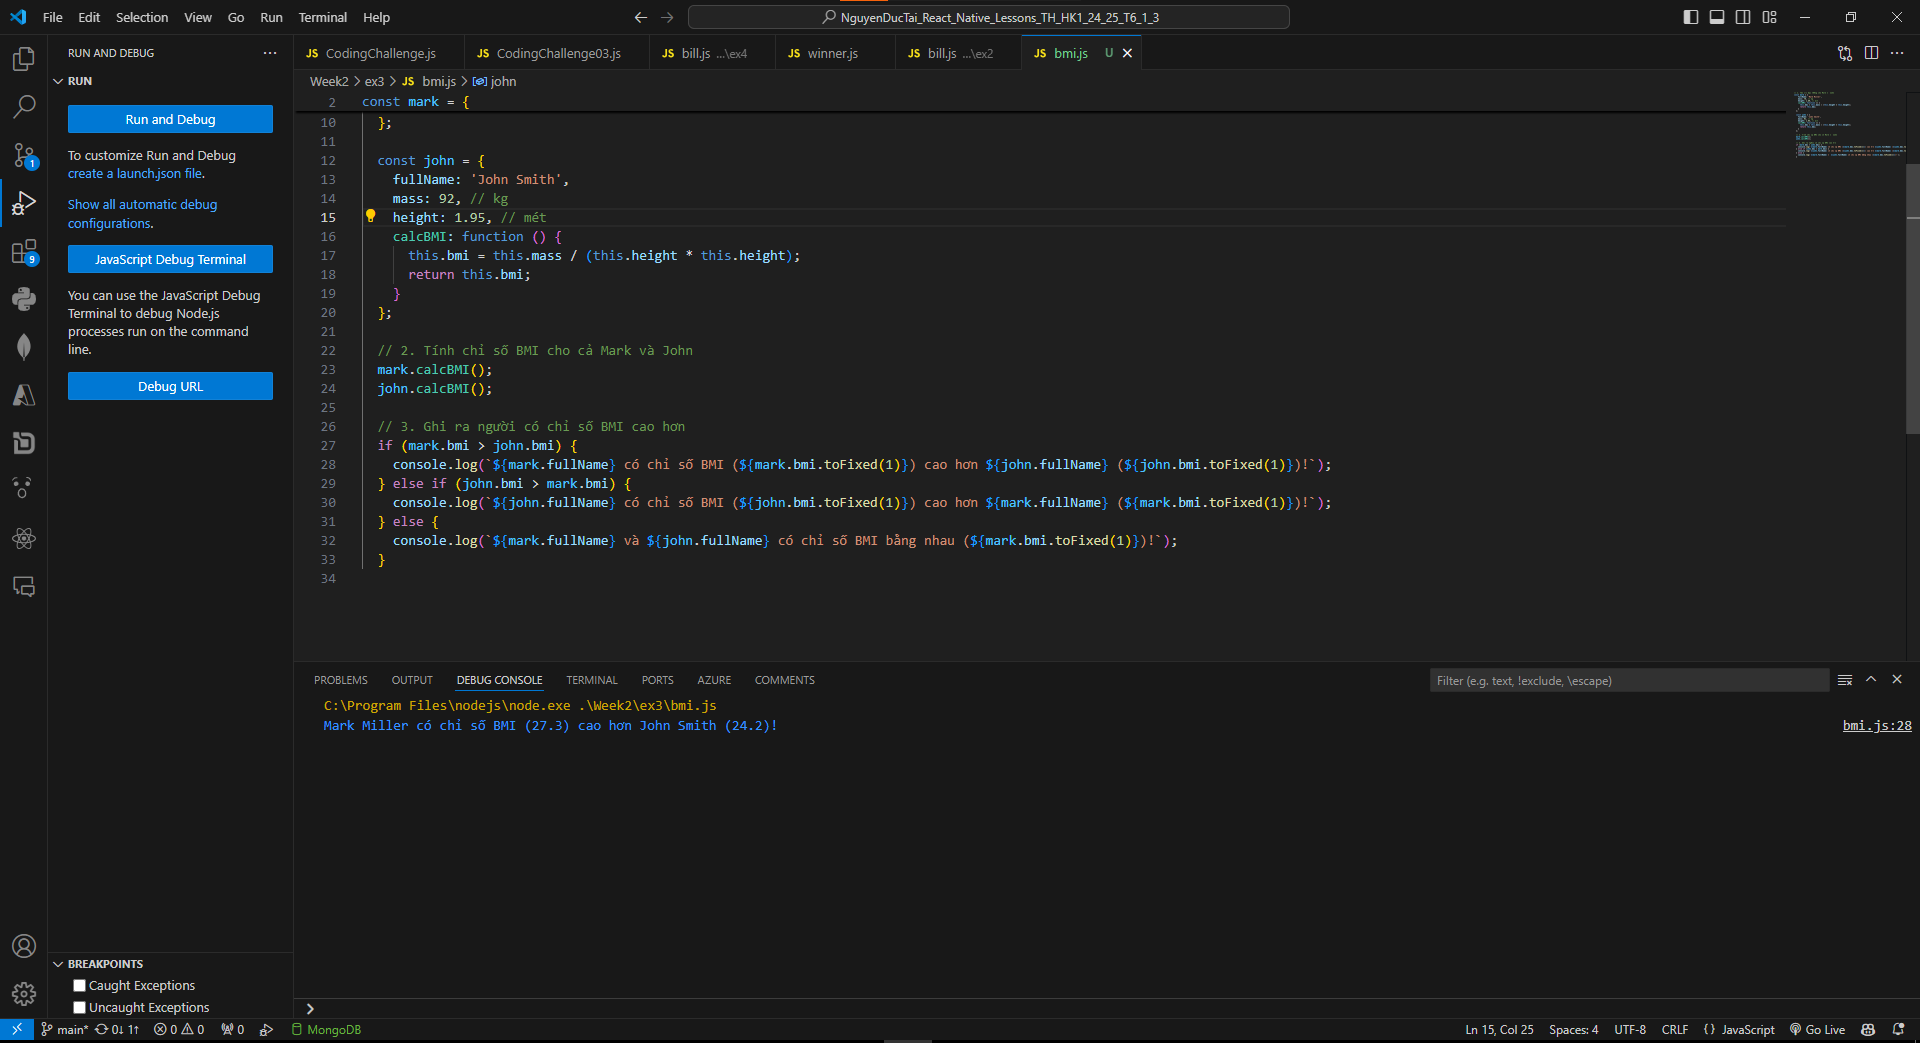 File Edit Selection View Go Run Terminal Help
NguyenDucTai_React_Native_Lessons_TH_HK1_24_25_T6_1_3
RUN AND DEBUG
RUN
Run and Debug
To customize Run and Debug
create a launch.json file.
Show all automatic debug
configurations.
JavaScript Debug Terminal
You can use the JavaScript Debug
Terminal to debug Node.js
processes run on the command
line.
Debug URL
BREAKPOINTS
Caught Exceptions
Uncaught Exceptions
JS CodingChallenge.js JS CodingChallenge03.js JS bill.js ...\ex4 JS winner.js JS bill.js ...\ex2 JS bmi.js U
Week2 > ex3 > JS bmi.js > john
2 const mark = {
10 };
11
12 const john = {
13 fullName: 'John Smith',
14 mass: 92, // kg
15 height: 1.95, // mét
16 calcBMI: function () {
17 this.bmi = this.mass / (this.height * this.height);
18 return this.bmi;
19 }
20 };
21
22 // 2. Tính chỉ số BMI cho cả Mark và John
23 mark.calcBMI();
24 john.calcBMI();
25
26 // 3. Ghi ra người có chỉ số BMI cao hơn
27 if (mark.bmi > john.bmi) {
28 console.log(`${mark.fullName} có chỉ số BMI (${mark.bmi.toFixed(1)}) cao hơn ${john.fullName} (${john.bmi.toFixed(1)})!`);
29 } else if (john.bmi > mark.bmi) {
30 console.log(`${john.fullName} có chỉ số BMI (${john.bmi.toFixed(1)}) cao hơn ${mark.fullName} (${mark.bmi.toFixed(1)})!`);
31 } else {
32 console.log(`${mark.fullName} và ${john.fullName} có chỉ số BMI bằng nhau (${mark.bmi.toFixed(1)})!`);
33 }
34
PROBLEMS OUTPUT DEBUG CONSOLE TERMINAL PORTS AZURE COMMENTS
Filter (e.g. text, !exclude, \escape)
C:\Program Files\nodejs\node.exe .\Week2\ex3\bmi.js
Mark Miller có chỉ số BMI (27.3) cao hơn John Smith (24.2)!
bmi.js:28
1
9
main* 0↓ 1↑ 0 0 0 MongoDB
Ln 15, Col 25 Spaces: 4 UTF-8 CRLF {} JavaScript Go Live